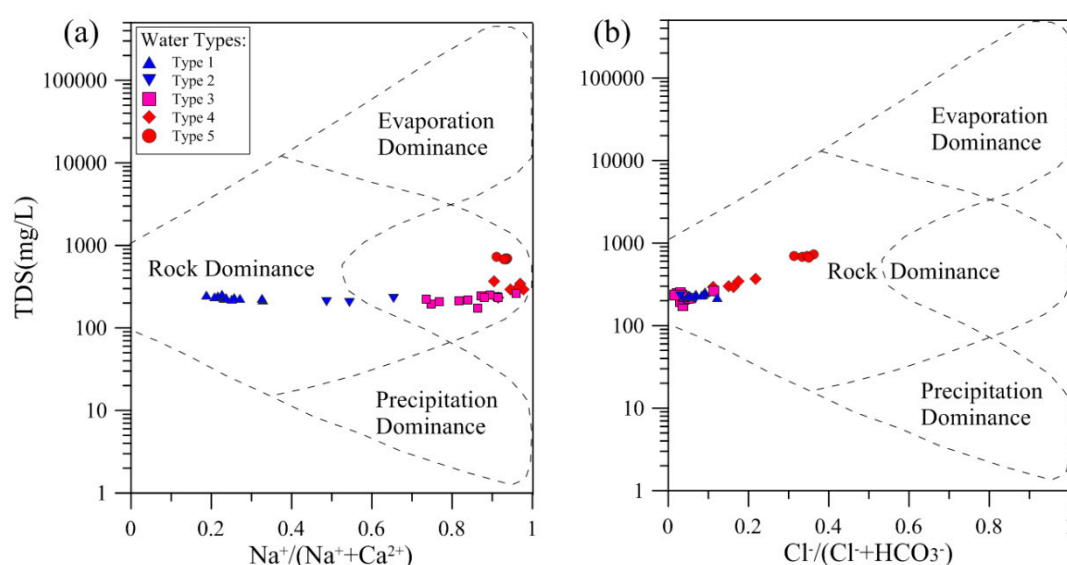 (a)
Water Types:
Type 1
Type 2
Type 3
Type 4
Type 5
TDS(mg/L)
100000
10000
1000
100
10
1
Evaporation
Dominance
Rock Dominance
Precipitation
Dominance
0
0.2
0.4
0.6
0.8
1
Na⁺/(Na⁺+Ca²⁺)
(b)
100000
10000
1000
100
10
1
Evaporation
Dominance
Rock Dominance
Precipitation
Dominance
0
0.2
0.4
0.6
0.8
1
Cl⁻/(Cl⁻+HCO₃⁻)